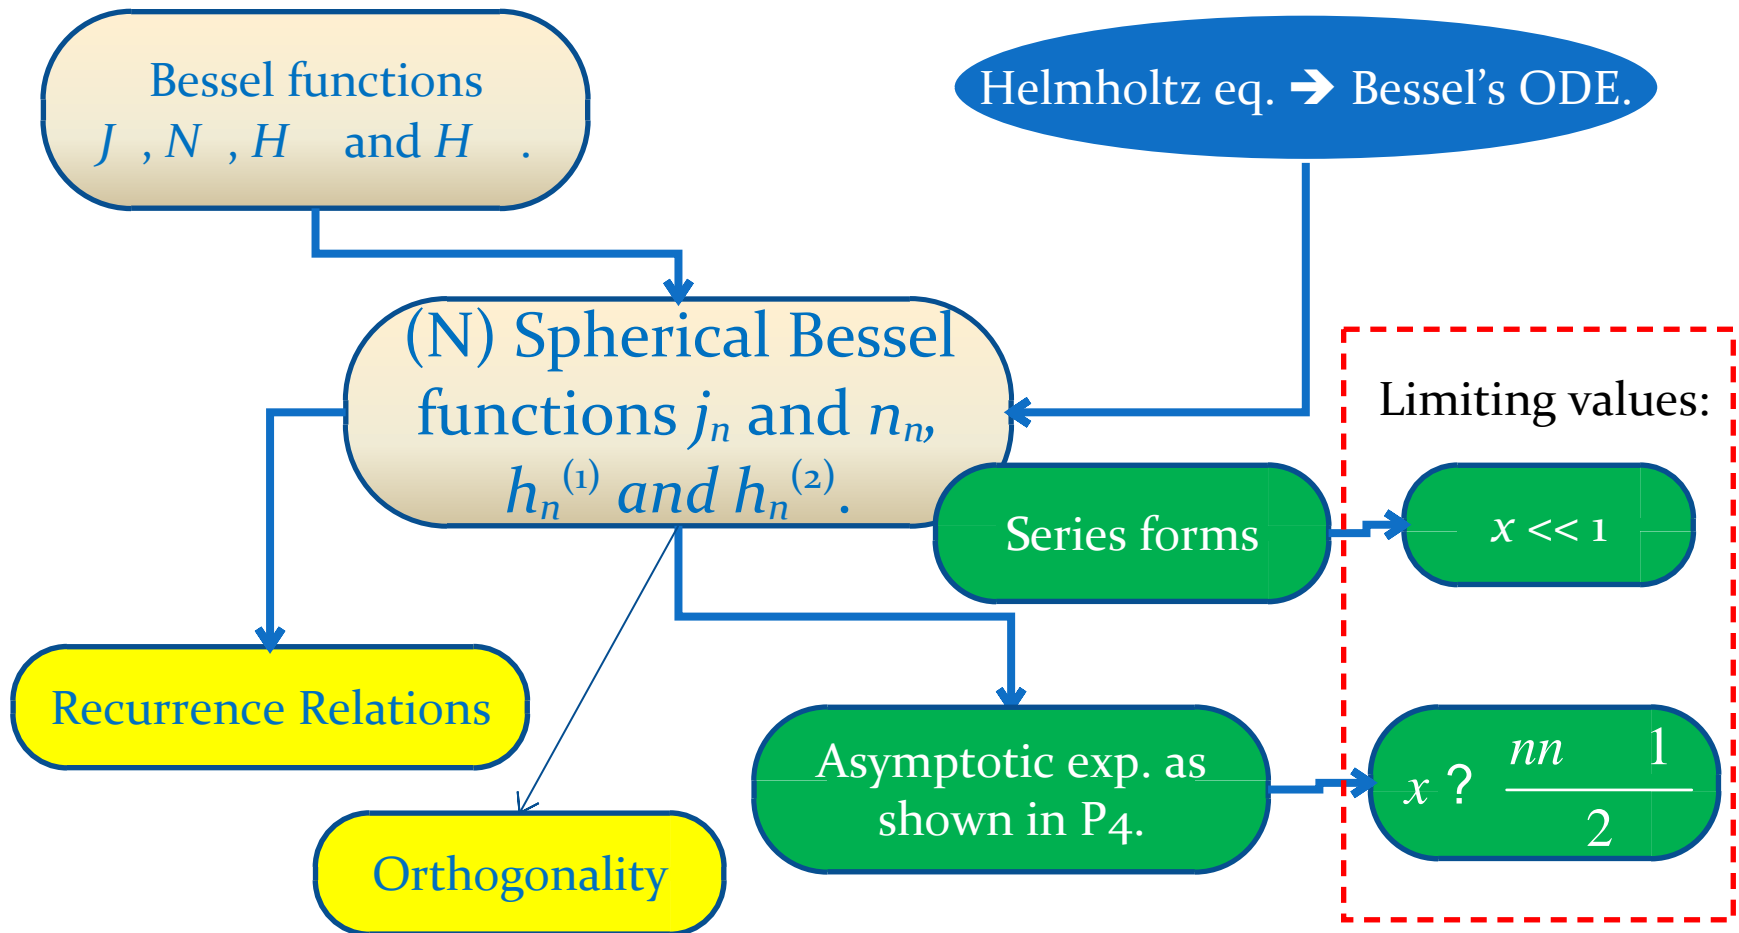 Bessel functions
J , N , H and H .
Helmholtz eq. ➔ Bessel's ODE.
(N) Spherical Bessel
functions jₙ and nₙ,
hₙ⁽¹⁾ and hₙ⁽²⁾.
Limiting values:
Series forms
x << 1
Recurrence Relations
Asymptotic exp. as
shown in P4.
x ? nn 1
2
Orthogonality